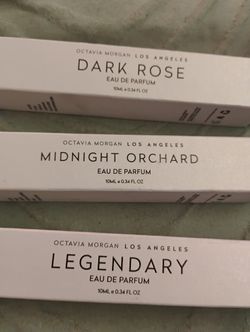 OCTAVIA MORGAN LOS ANGELES
DARK ROSE
EAU DE PARFUM
10ML e 0.34 FL OZ
OCTAVIA MORGAN LOS ANGELES
MIDNIGHT ORCHARD
EAU DE PARFUM
10ML e 0.34 FL OZ
OCTAVIA MORGAN LOS ANGELES
LEGENDARY
EAU DE PARFUM
10ML e 0.34 FL OZ